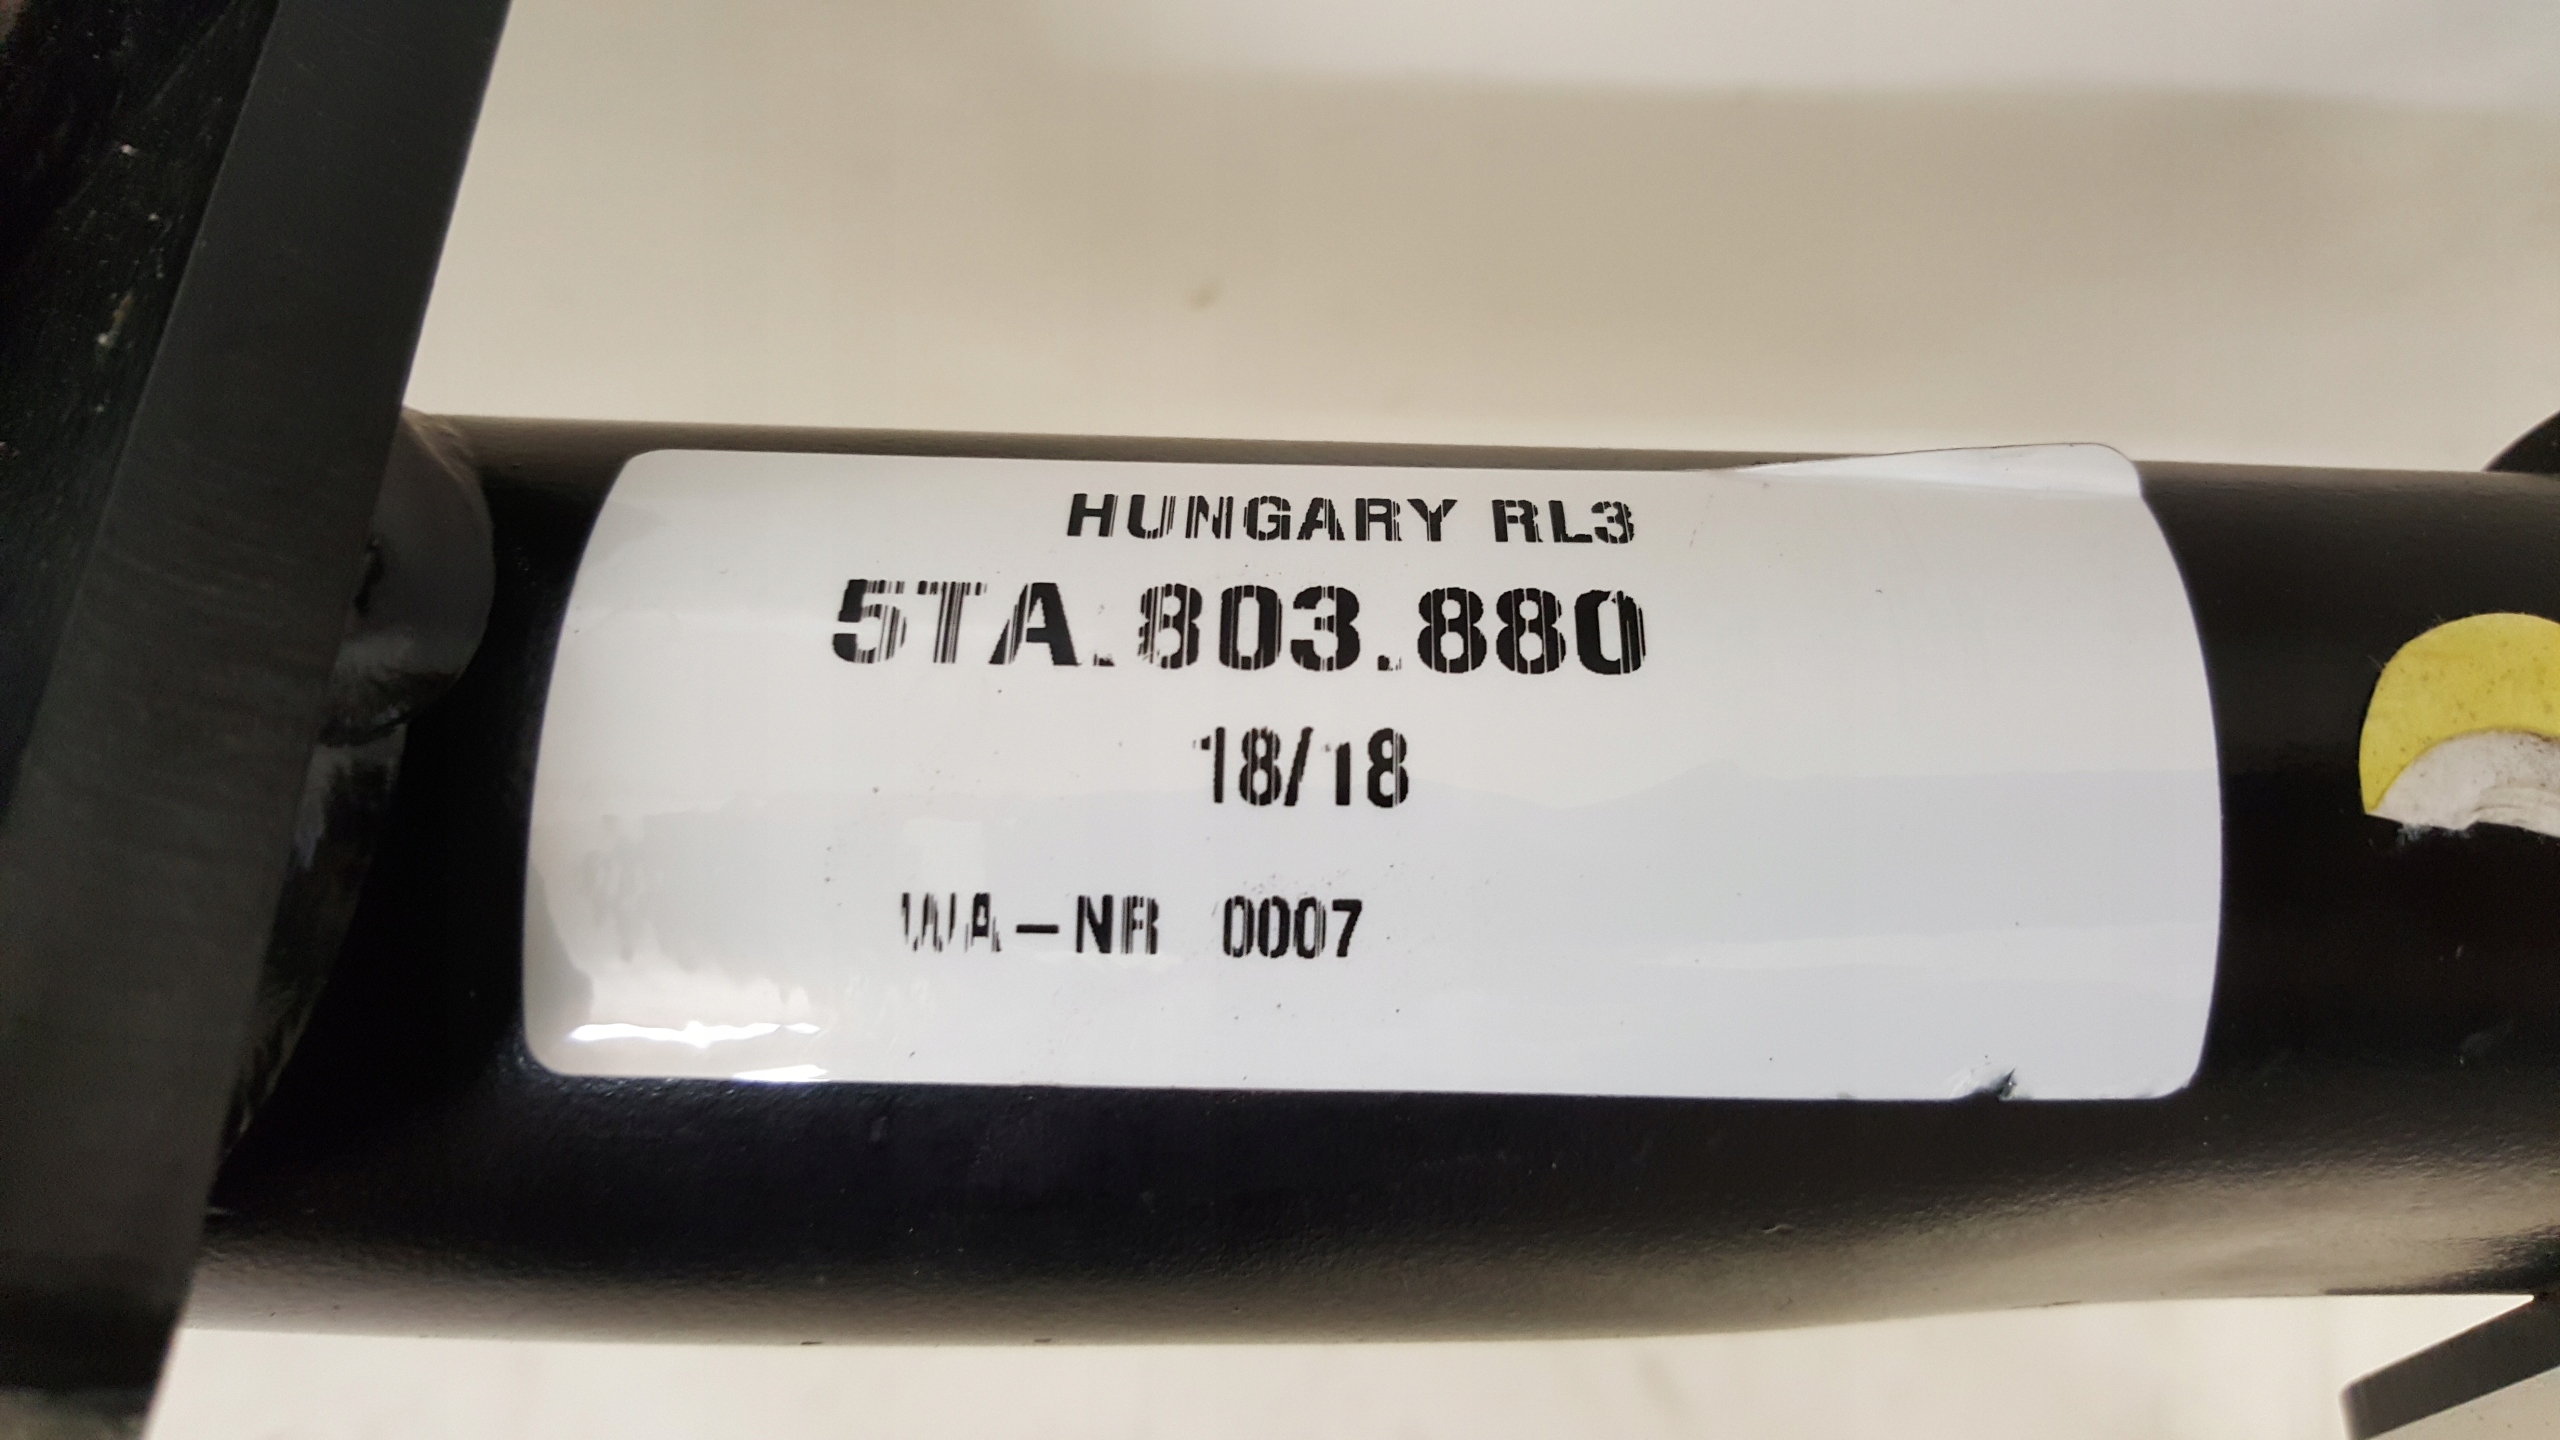 HUNGARY RL3
5TA.803.880
18/18
WA-NR 0007